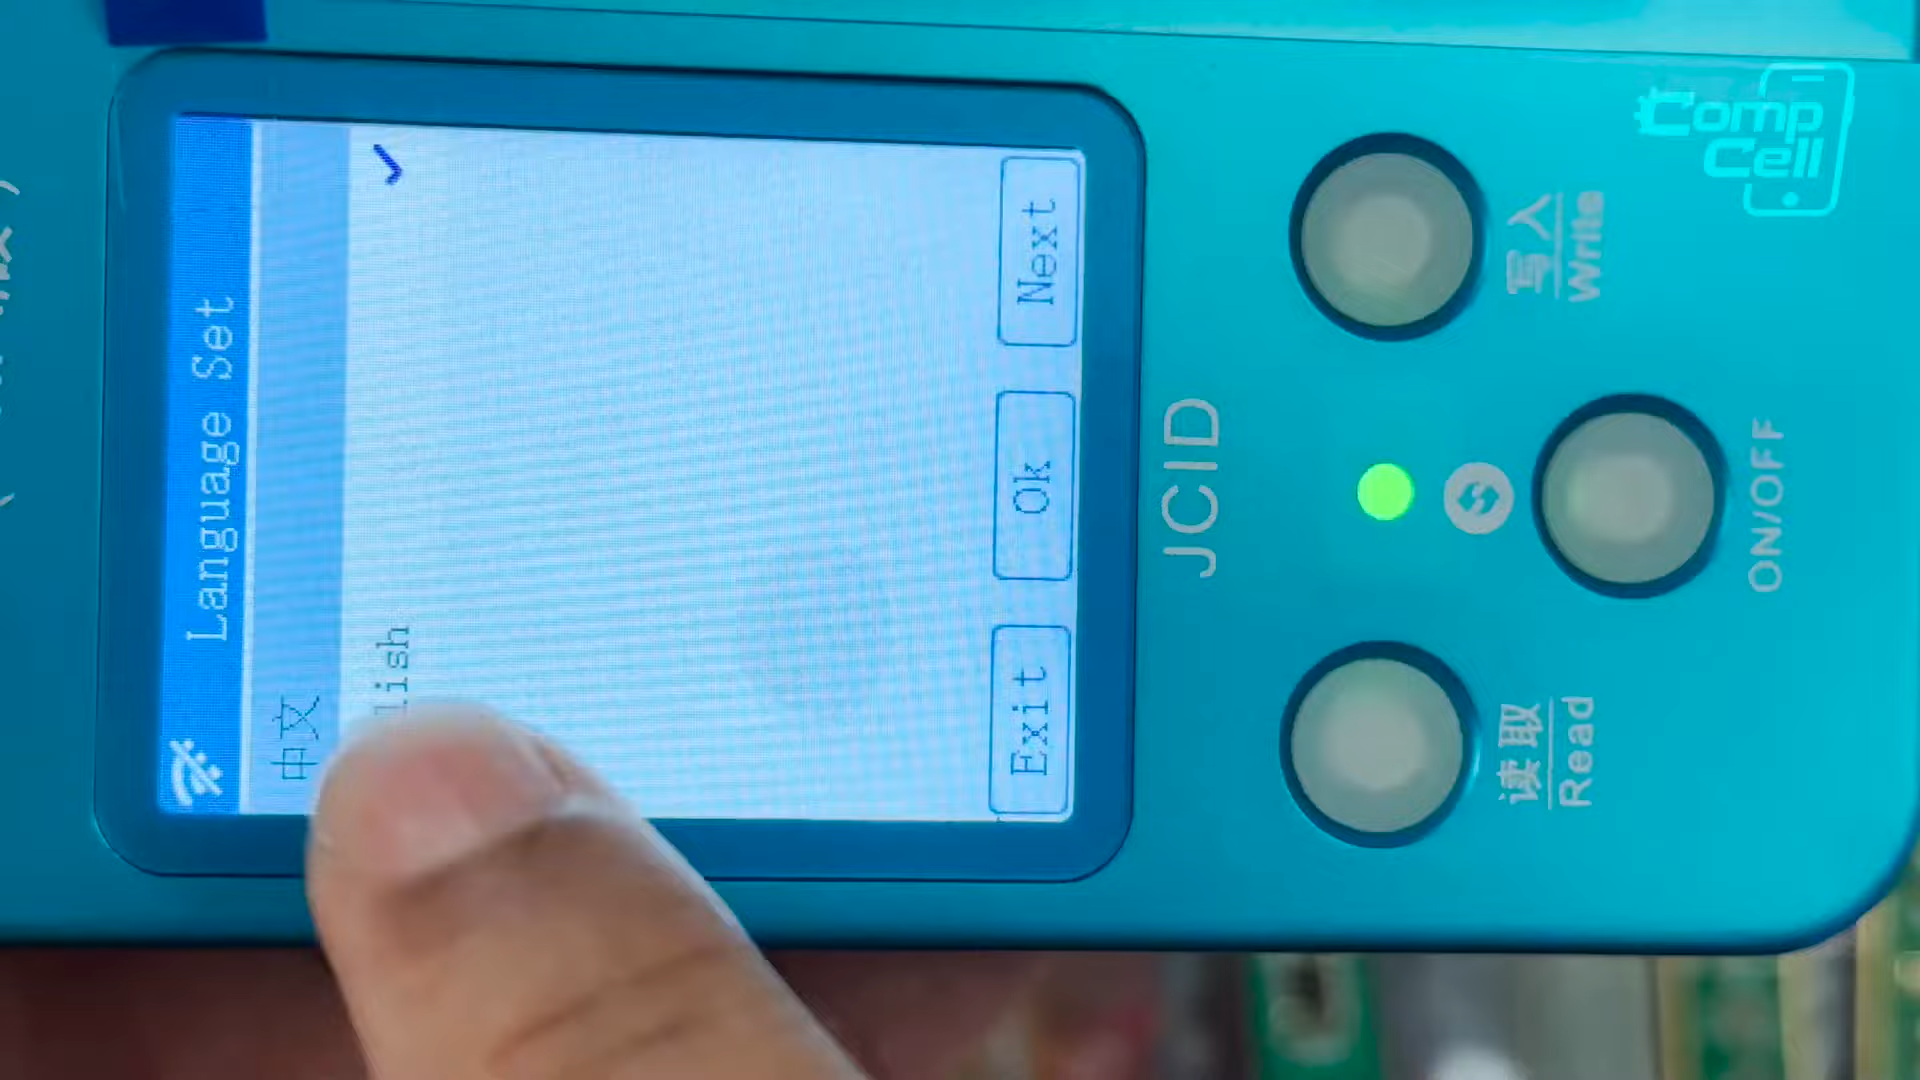 Language Set
中文
lish
Exit
Ok
Next
JCID
读取
Read
写入
Write
ON/OFF
Comp
Cell